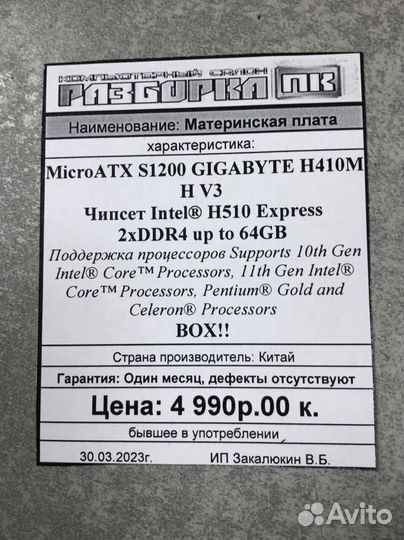 КОМПЬЮТЕРНЫЙ САЛОН
РАЗБОРКА ПК
Наименование: Материнская плата
характеристика:
MicroATX S1200 GIGABYTE H410M
H V3
Чипсет Intel® H510 Express
2xDDR4 up to 64GB
Поддержка процессоров Supports 10th Gen
Intel® Core™ Processors, 11th Gen Intel®
Core™ Processors, Pentium® Gold and
Celeron® Processors
BOX!!
Страна производитель: Китай
Гарантия: Один месяц, дефекты отсутствуют
Цена: 4 990р.00 к.
бывшее в употреблении
30.03.2023г. ИП Закалюкин В.Б.
Avito